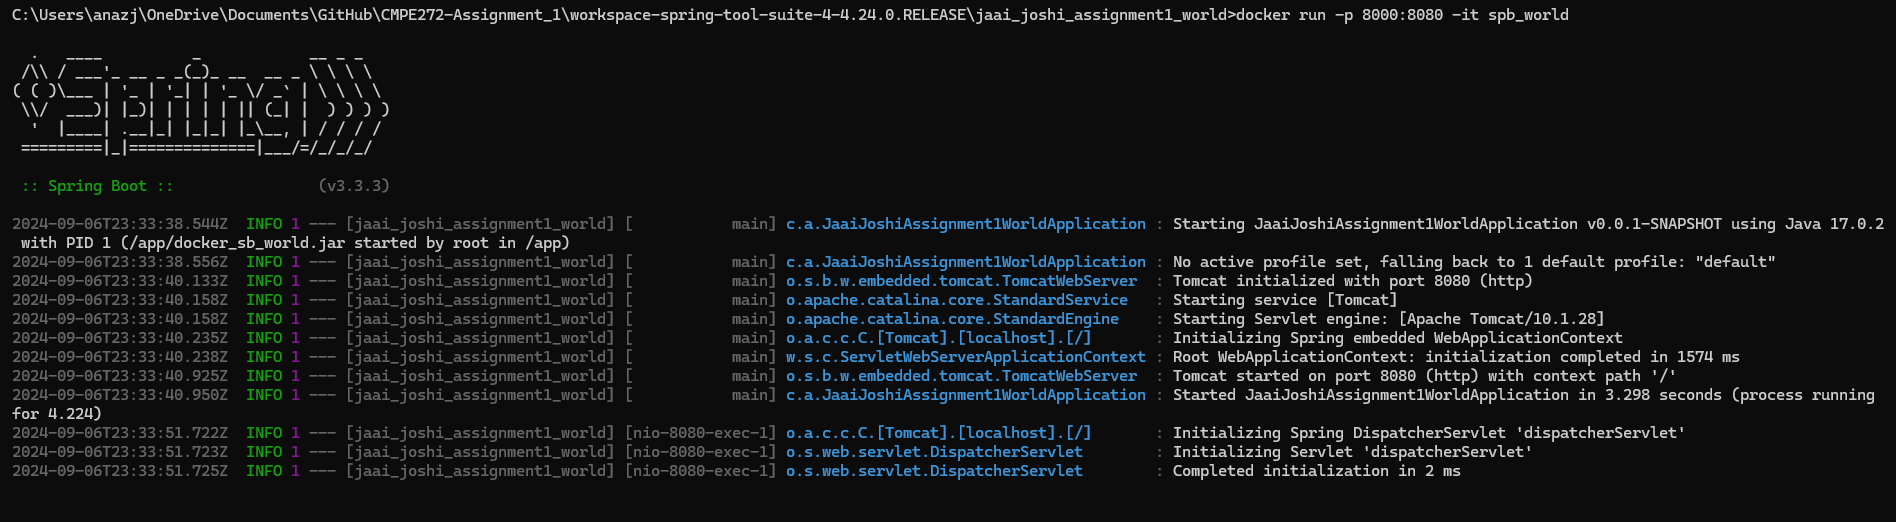 C:\Users\anazj\OneDrive\Documents\GitHub\CMPE272-Assignment_1\workspace-spring-tool-suite-4-4.24.0.RELEASE\jaai_joshi_assignment1_world>docker run -p 8000:8080 -it spb_world
  .   ____          _            __ _ _
 /\\ / ___'_ __ _ _(_)_ __  __ _ \ \ \ \
( ( )\___ | '_ | '_| | '_ \/ _` | \ \ \ \
 \\/  ___)| |_)| | | | | || (_| |  ) ) ) )
  '  |____| .__|_| |_|_| |_\__, | / / / /
 =========|_|==============|___/=/_/_/_/
 :: Spring Boot ::                (v3.3.3)
2024-09-06T23:33:38.544Z  INFO 1 --- [jaai_joshi_assignment1_world] [           main] c.a.JaaiJoshiAssignment1WorldApplication : Starting JaaiJoshiAssignment1WorldApplication v0.0.1-SNAPSHOT using Java 17.0.2
 with PID 1 (/app/docker_sb_world.jar started by root in /app)
2024-09-06T23:33:38.556Z  INFO 1 --- [jaai_joshi_assignment1_world] [           main] c.a.JaaiJoshiAssignment1WorldApplication : No active profile set, falling back to 1 default profile: "default"
2024-09-06T23:33:40.133Z  INFO 1 --- [jaai_joshi_assignment1_world] [           main] o.s.b.w.embedded.tomcat.TomcatWebServer  : Tomcat initialized with port 8080 (http)
2024-09-06T23:33:40.158Z  INFO 1 --- [jaai_joshi_assignment1_world] [           main] o.apache.catalina.core.StandardService   : Starting service [Tomcat]
2024-09-06T23:33:40.158Z  INFO 1 --- [jaai_joshi_assignment1_world] [           main] o.apache.catalina.core.StandardEngine    : Starting Servlet engine: [Apache Tomcat/10.1.28]
2024-09-06T23:33:40.235Z  INFO 1 --- [jaai_joshi_assignment1_world] [           main] o.a.c.c.C.[Tomcat].[localhost].[/]       : Initializing Spring embedded WebApplicationContext
2024-09-06T23:33:40.238Z  INFO 1 --- [jaai_joshi_assignment1_world] [           main] w.s.c.ServletWebServerApplicationContext : Root WebApplicationContext: initialization completed in 1574 ms
2024-09-06T23:33:40.925Z  INFO 1 --- [jaai_joshi_assignment1_world] [           main] o.s.b.w.embedded.tomcat.TomcatWebServer  : Tomcat started on port 8080 (http) with context path '/'
2024-09-06T23:33:40.950Z  INFO 1 --- [jaai_joshi_assignment1_world] [           main] c.a.JaaiJoshiAssignment1WorldApplication : Started JaaiJoshiAssignment1WorldApplication in 3.298 seconds (process running
for 4.224)
2024-09-06T23:33:51.722Z  INFO 1 --- [jaai_joshi_assignment1_world] [nio-8080-exec-1] o.a.c.c.C.[Tomcat].[localhost].[/]       : Initializing Spring DispatcherServlet 'dispatcherServlet'
2024-09-06T23:33:51.723Z  INFO 1 --- [jaai_joshi_assignment1_world] [nio-8080-exec-1] o.s.web.servlet.DispatcherServlet        : Initializing Servlet 'dispatcherServlet'
2024-09-06T23:33:51.725Z  INFO 1 --- [jaai_joshi_assignment1_world] [nio-8080-exec-1] o.s.web.servlet.DispatcherServlet        : Completed initialization in 2 ms